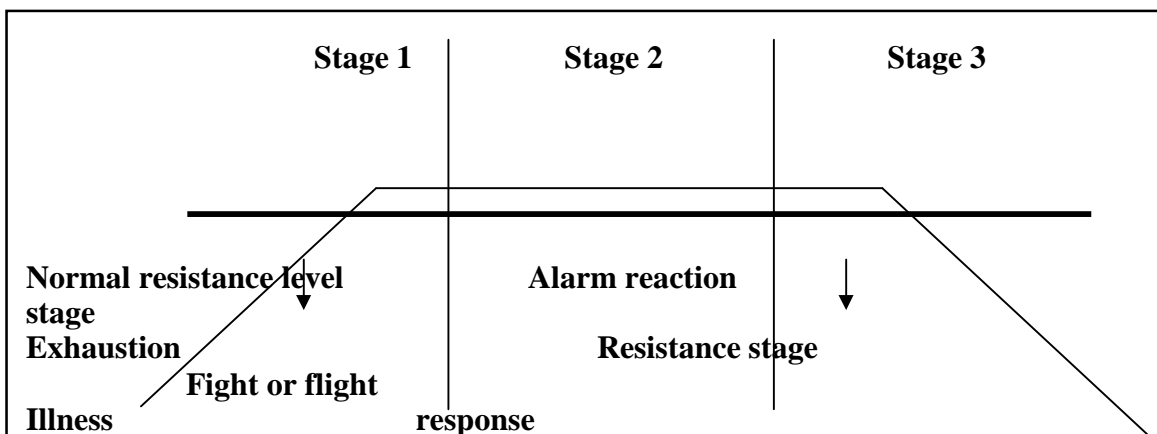 Stage 1 Stage 2 Stage 3
Normal resistance level Alarm reaction
stage
Exhaustion Resistance stage
Fight or flight
Illness response